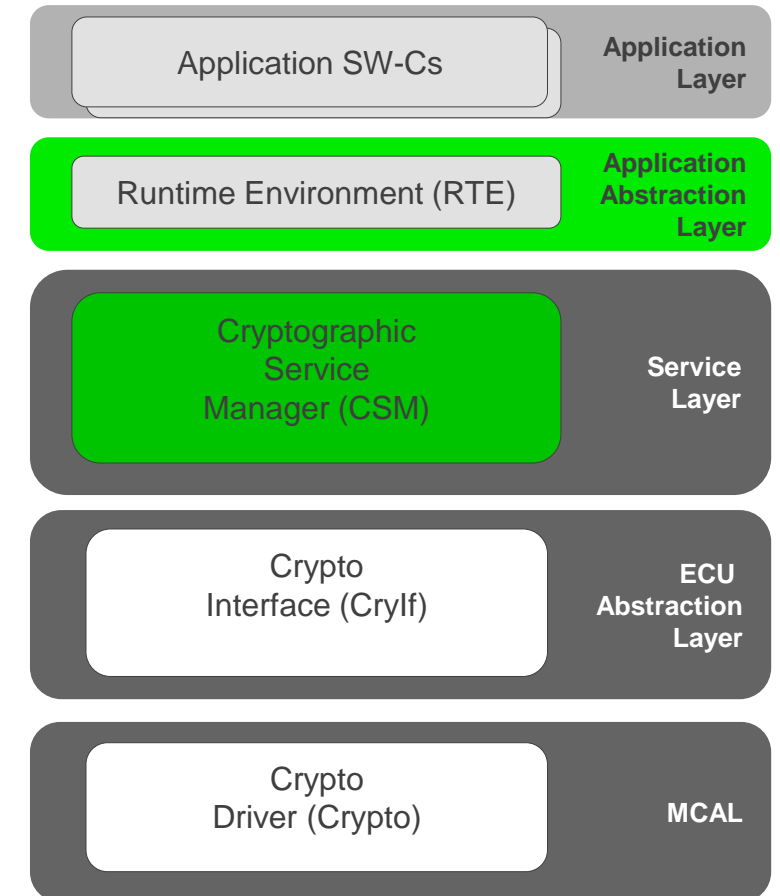 Application SW-Cs
Application
Layer
Runtime Environment (RTE)
Application
Abstraction
Layer
Cryptographic
Service
Manager (CSM)
Service
Layer
Crypto
Interface (CryIf)
ECU
Abstraction
Layer
Crypto
Driver (Crypto)
MCAL